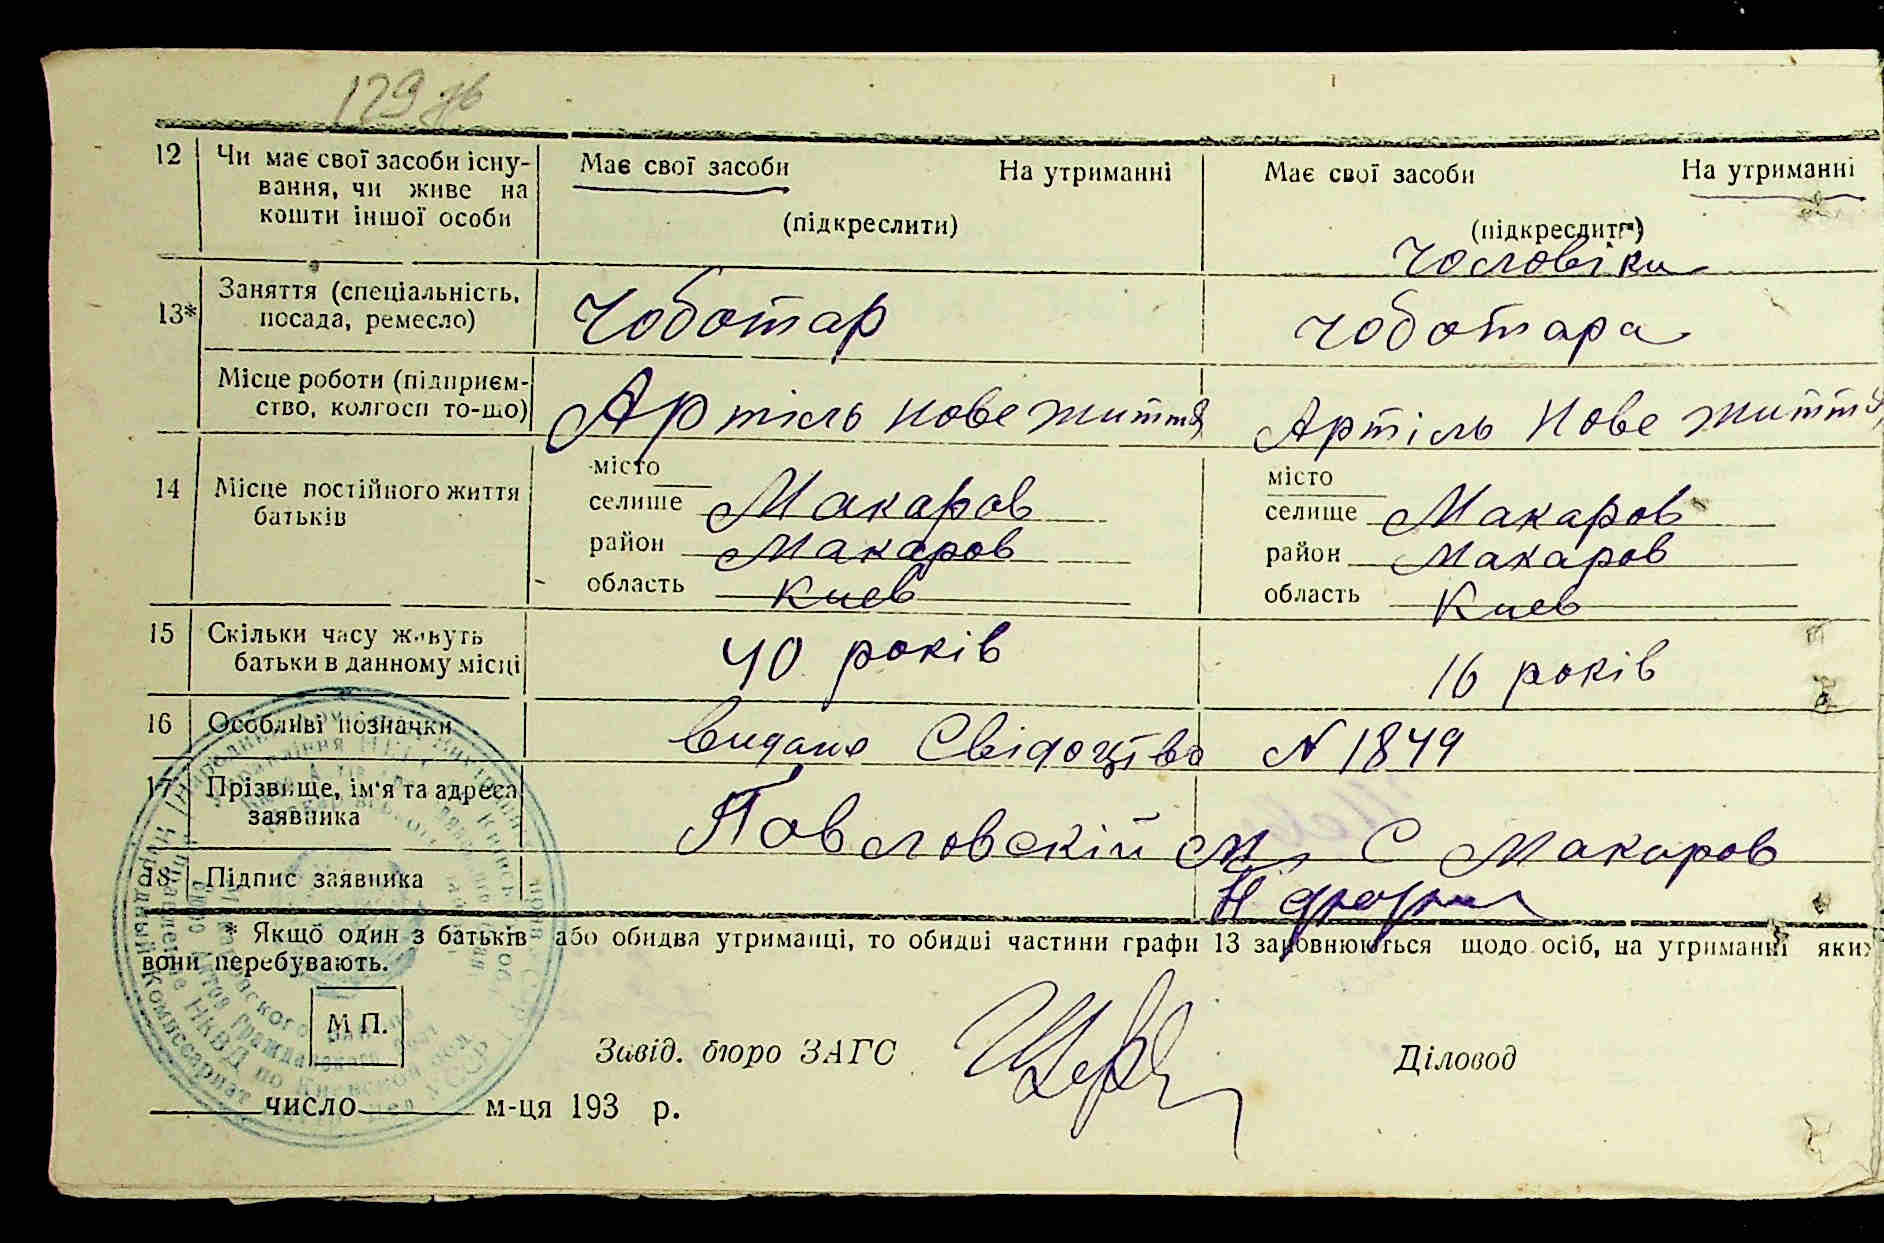 129 зв
12 Чи має свої засоби існу-
вання, чи живе на
кошти іншої особи
Має свої засоби На утриманні
(підкреслити)
Має свої засоби На утриманні
(підкреслити)
Чоловіка
13* Заняття (спеціальність,
посада, ремесло)
Чоботар
чоботара
Місце роботи (підприєм-
ство, колгосп то-що)
Артіль Нове життя
Артіль Нове життя
14 Місце постійного життя
батьків
місто
селище Макаров
район Макаров
область Киев
місто
селище Макаров
район Макаров
область Киев
15 Скільки часу живуть
батьки в данному місці
40 років
16 років
16 Особливі позначки
видано Свідоцтво N 1849
17 Прізвище, ім'я та адреса
заявника
Повловскій м, С Макаров
18 Підпис заявника
* Якщо один з батьків або обидва утриманці, то обидві частини графи 13 заповнюються щодо осіб, на утриманні яких
вони перебувають.
М П.
Завід. бюро ЗАГС
Діловод
число м-ця 193 р.